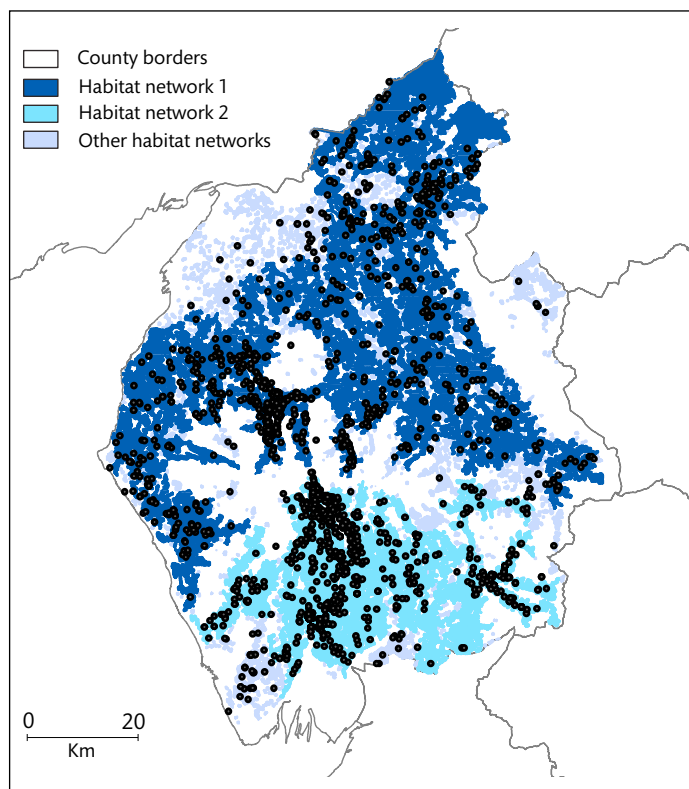 County borders
Habitat network 1
Habitat network 2
Other habitat networks
0 20
Km